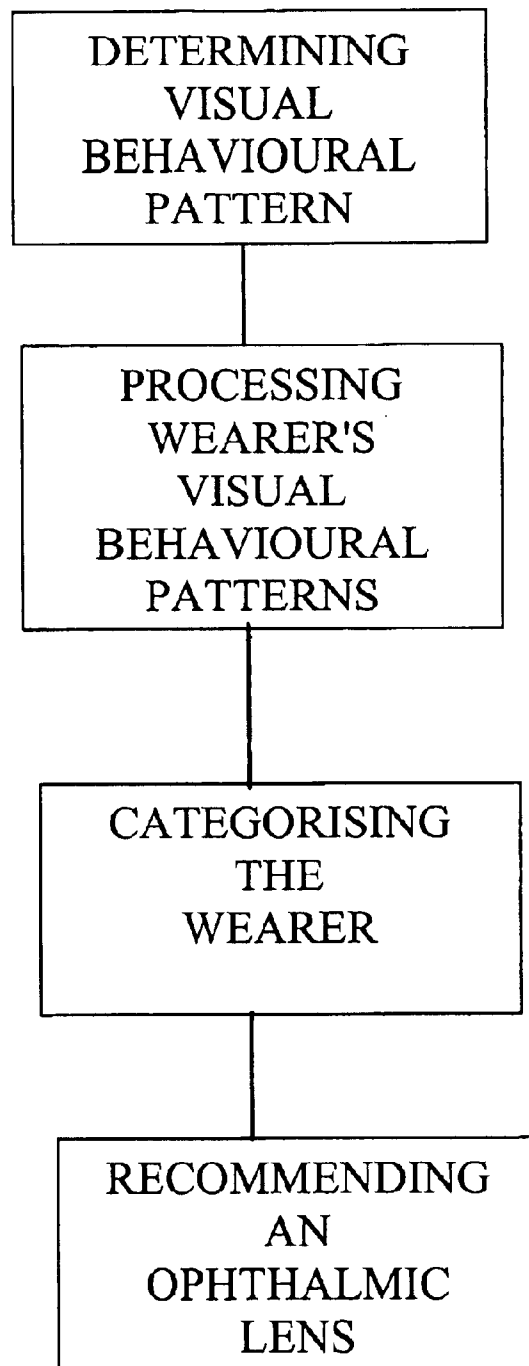 DETERMINING
VISUAL
BEHAVIOURAL
PATTERN
PROCESSING
WEARER'S
VISUAL
BEHAVIOURAL
PATTERNS
CATEGORISING
THE
WEARER
RECOMMENDING
AN
OPHTHALMIC
LENS